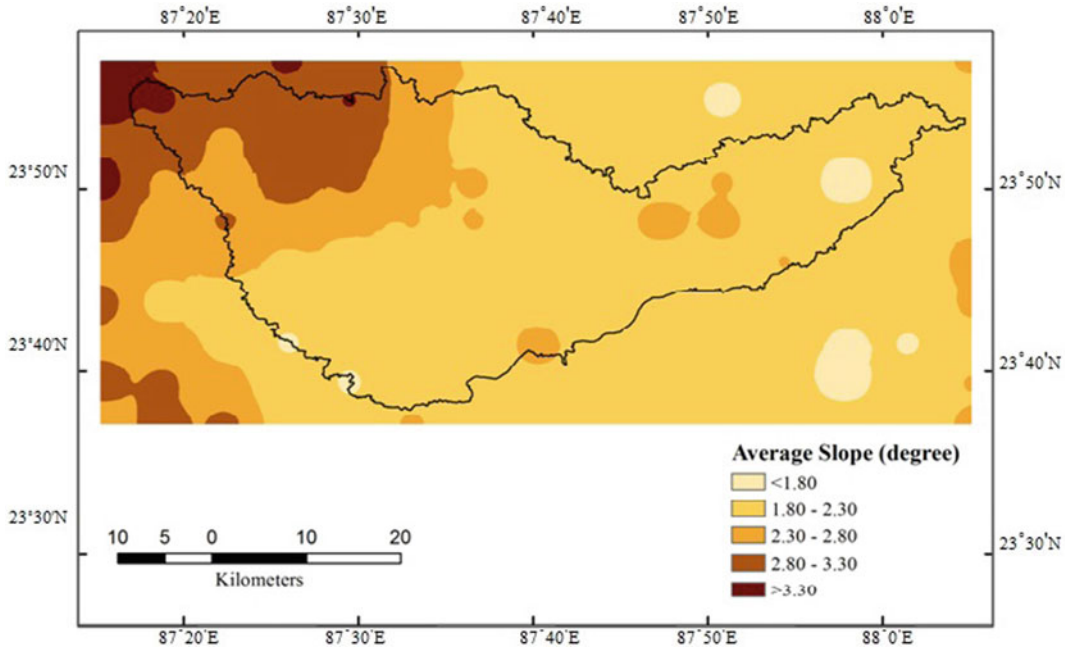 87°20'E 87°30'E 87°40'E 87°50'E 88°0'E
23°50'N 23°50'N
23°40'N 23°40'N
Average Slope (degree)
<1.80
1.80 - 2.30
2.30 - 2.80
2.80 - 3.30
>3.30
23°30'N 23°30'N
10 5 0 10 20
Kilometers
87°20'E 87°30'E 87°40'E 87°50'E 88°0'E